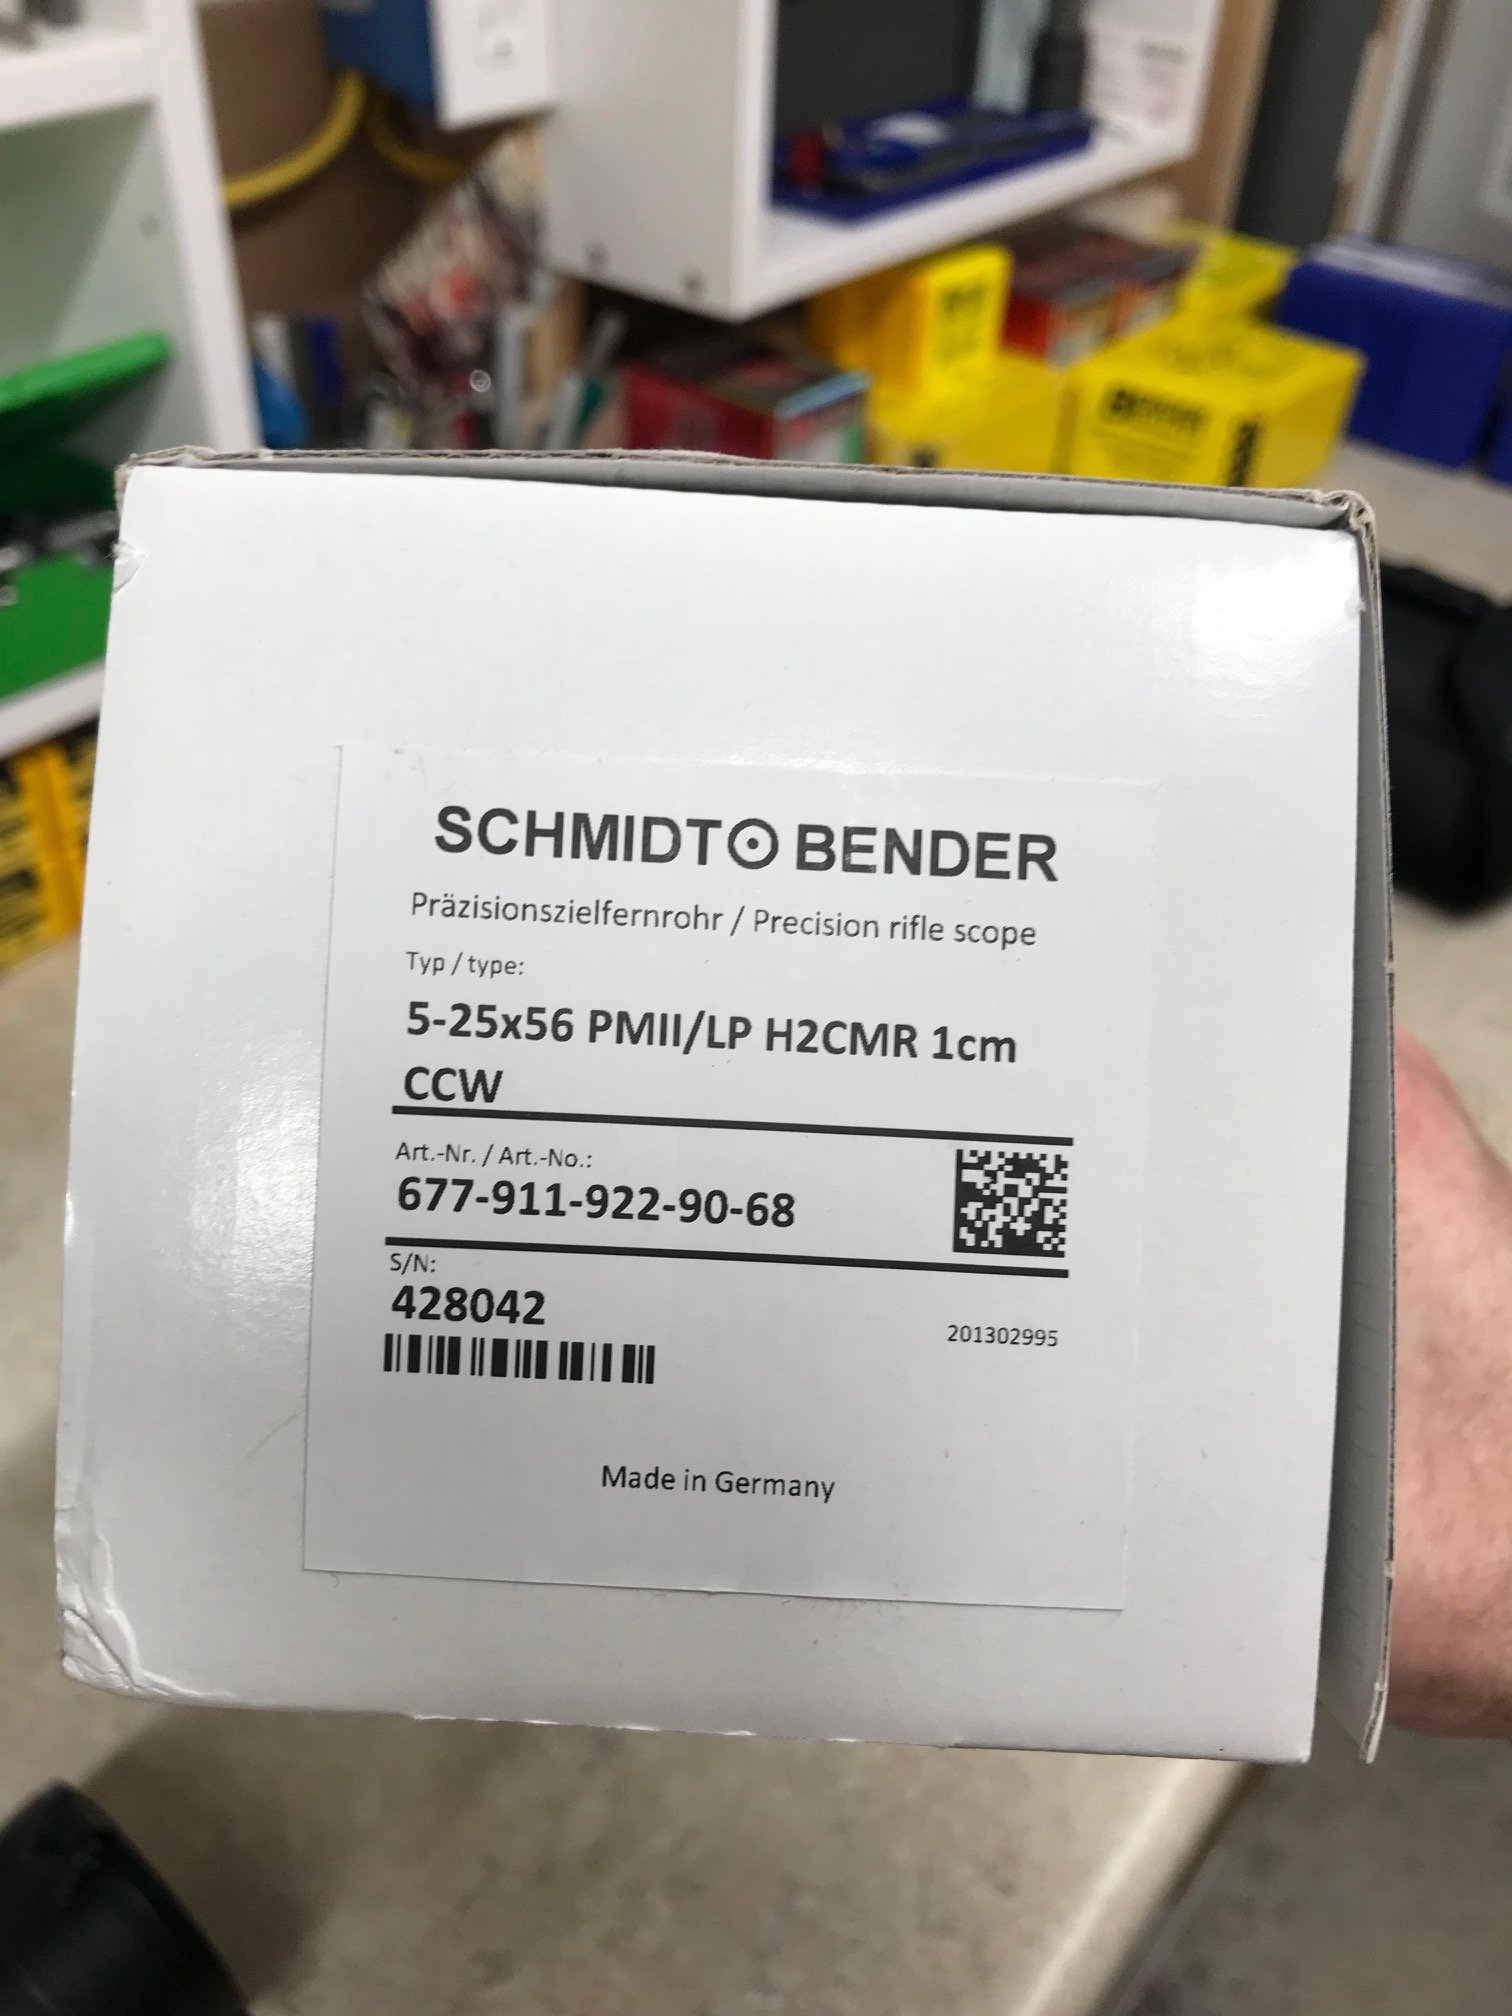 SCHMIDT BENDER
Präzisionszielfernrohr / Precision rifle scope
Typ / type:
5-25x56 PMII/LP H2CMR 1cm
CCW
Art.-Nr. / Art.-No.:
677-911-922-90-68
S/N:
428042
201302995
Made in Germany